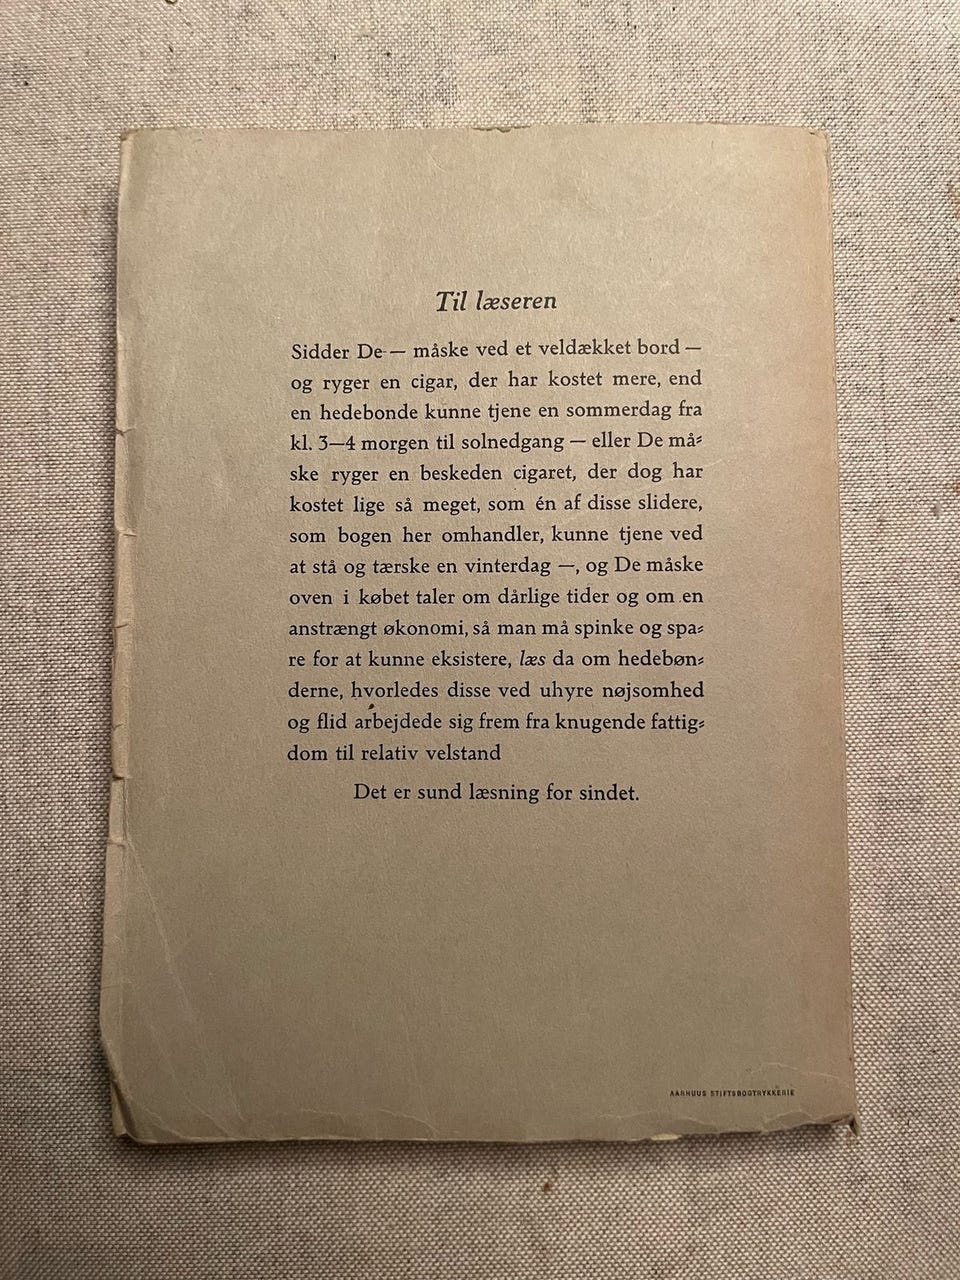 Til læseren
Sidder De — måske ved et veldækket bord —
og ryger en cigar, der har kostet mere, end
en hedebonde kunne tjene en sommerdag fra
kl. 3—4 morgen til solnedgang — eller De må-
ske ryger en beskeden cigaret, der dog har
kostet lige så meget, som én af disse slidere,
som bogen her omhandler, kunne tjene ved
at stå og tærske en vinterdag —, og De måske
oven i købet taler om dårlige tider og om en
anstrængt økonomi, så man må spinke og spa-
re for at kunne eksistere, læs da om hedebøn-
derne, hvorledes disse ved uhyre nøjsomhed
og flid arbejdede sig frem fra knugende fattig-
dom til relativ velstand
Det er sund læsning for sindet.
AARHUUS STIFTSBOGTRYKKERIE